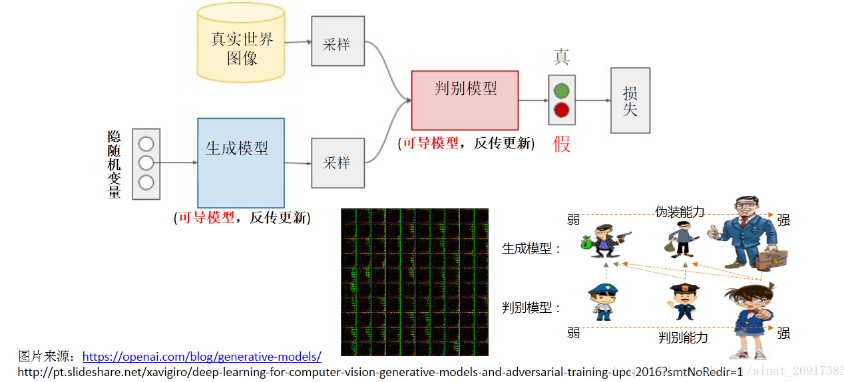 真实世界
图像
采样
判别模型
真
假
损失
(可导模型，反传更新)
隐随机变量
生成模型
采样
(可导模型，反传更新)
弱
伪装能力
强
生成模型：
判别模型：
弱
判别能力
强
图片来源：https://openai.com/blog/generative-models/
http://pt.slideshare.net/xavigiro/deep-learning-for-computer-vision-generative-models-and-adversarial-training-upc-2016?smtNoRedir=1